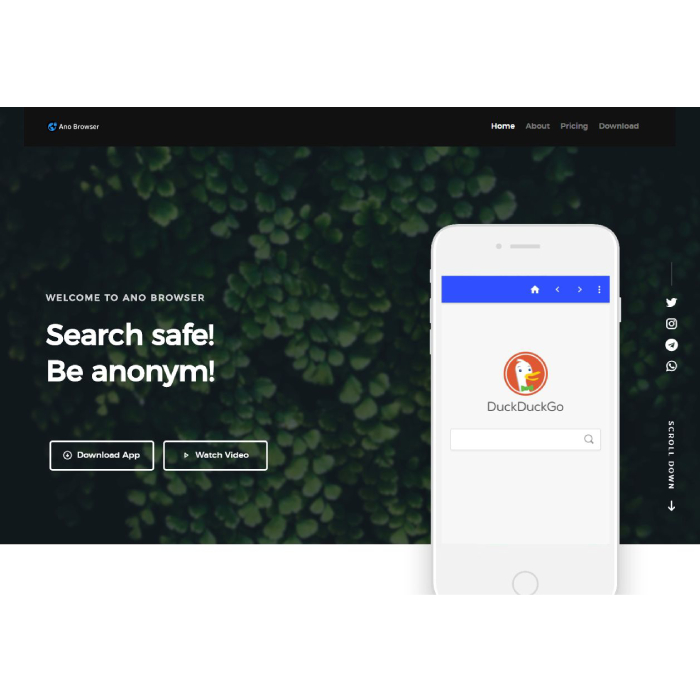 Ano Browser
Home About Pricing Download
WELCOME TO ANO BROWSER
Search safe!
Be anonym!
Download App
Watch Video
DuckDuckGo
SCROLL DOWN